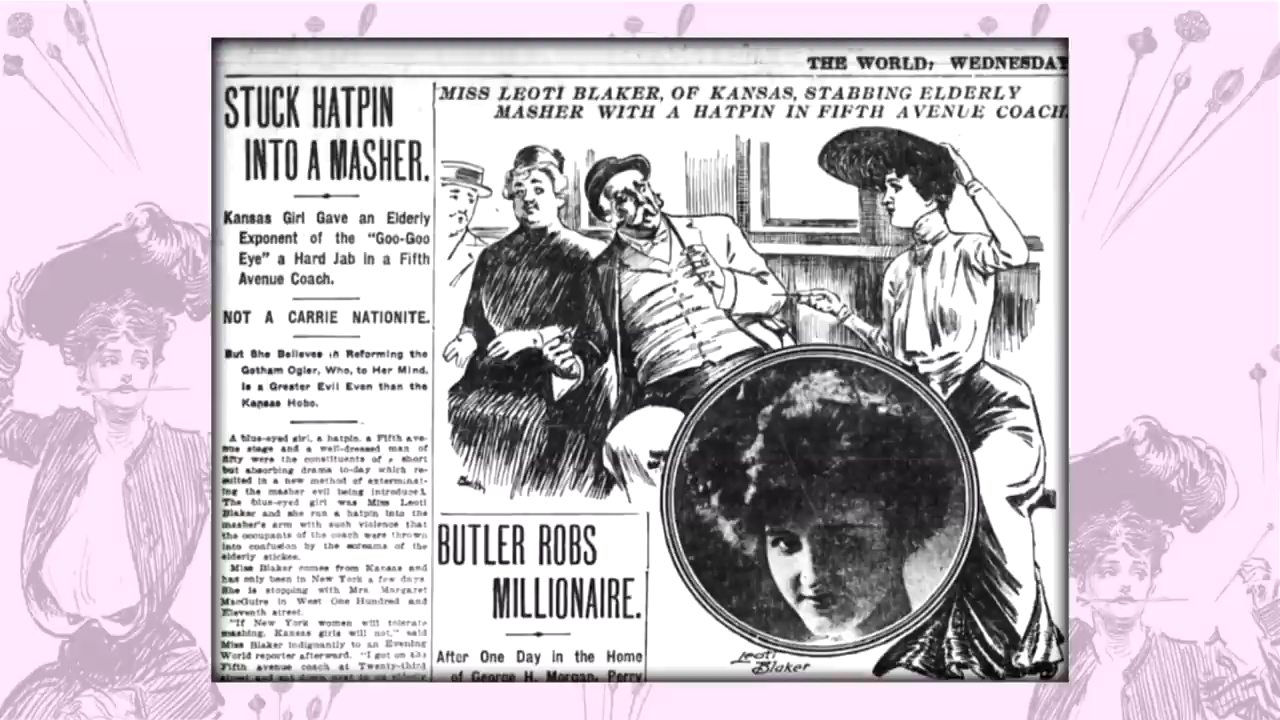 THE WORLD: WEDNESDAY
STUCK HATPIN
INTO A MASHER.
Kansas Girl Gave an Elderly
Exponent of the "Goo-Goo
Eye" a Hard Jab in a Fifth
Avenue Coach.
NOT A CARRIE NATIONITE.
But She Believes in Reforming the
Gotham Ogler, Who, to Her Mind,
is a Greater Evil Even than the
Kansas Hobo.
A blue-eyed girl, a hatpin, a Fifth ave-
nue stage and a well-dressed man of
fifty were the constituents of a short
but absorbing drama to-day which re-
sulted in a new method of exterminat-
ing the masher evil being introduced.
The blue-eyed girl was Miss Leoti
Blaker and she ran a hatpin into the
masher's arm with such violence that
the occupants of the coach were thrown
into confusion by the screams of the
elderly stickee.
Miss Blaker comes from Kansas and
has only been in New York a few days.
She is stopping with Mrs. Margaret
MacGuire in West One Hundred and
Eleventh street.
"If New York women will tolerate
mashing, Kansas girls will not," said
Miss Blaker indignantly to an Evening
World reporter afterward. "I got on the
Fifth avenue coach at Twenty-third
street and sat down next to an elderly
MISS LEOTI BLAKER, OF KANSAS, STABBING ELDERLY
MASHER WITH A HATPIN IN FIFTH AVENUE COACH.
Leoti
Blaker
BUTLER ROBS
MILLIONAIRE.
After One Day in the Home
of George H. Morgan, Perry